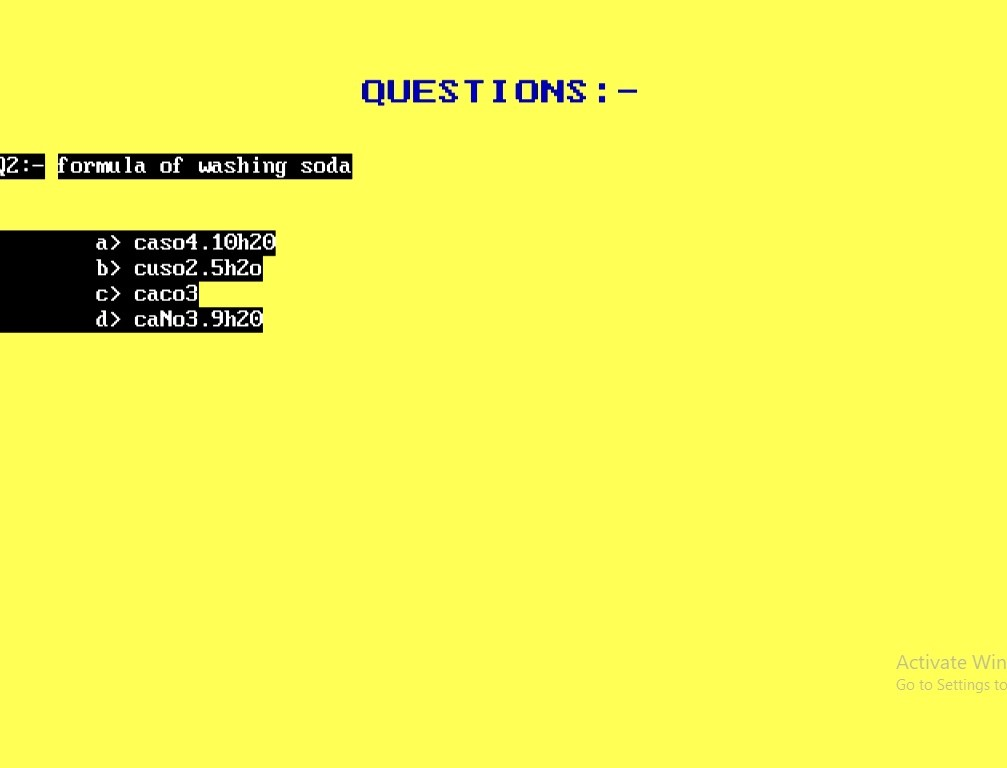 QUESTIONS:-
Q2:- formula of washing soda
a> caso4.10h20
b> cuso2.5h2o
c> caco3
d> caNo3.9h20
Activate Win
Go to Settings to